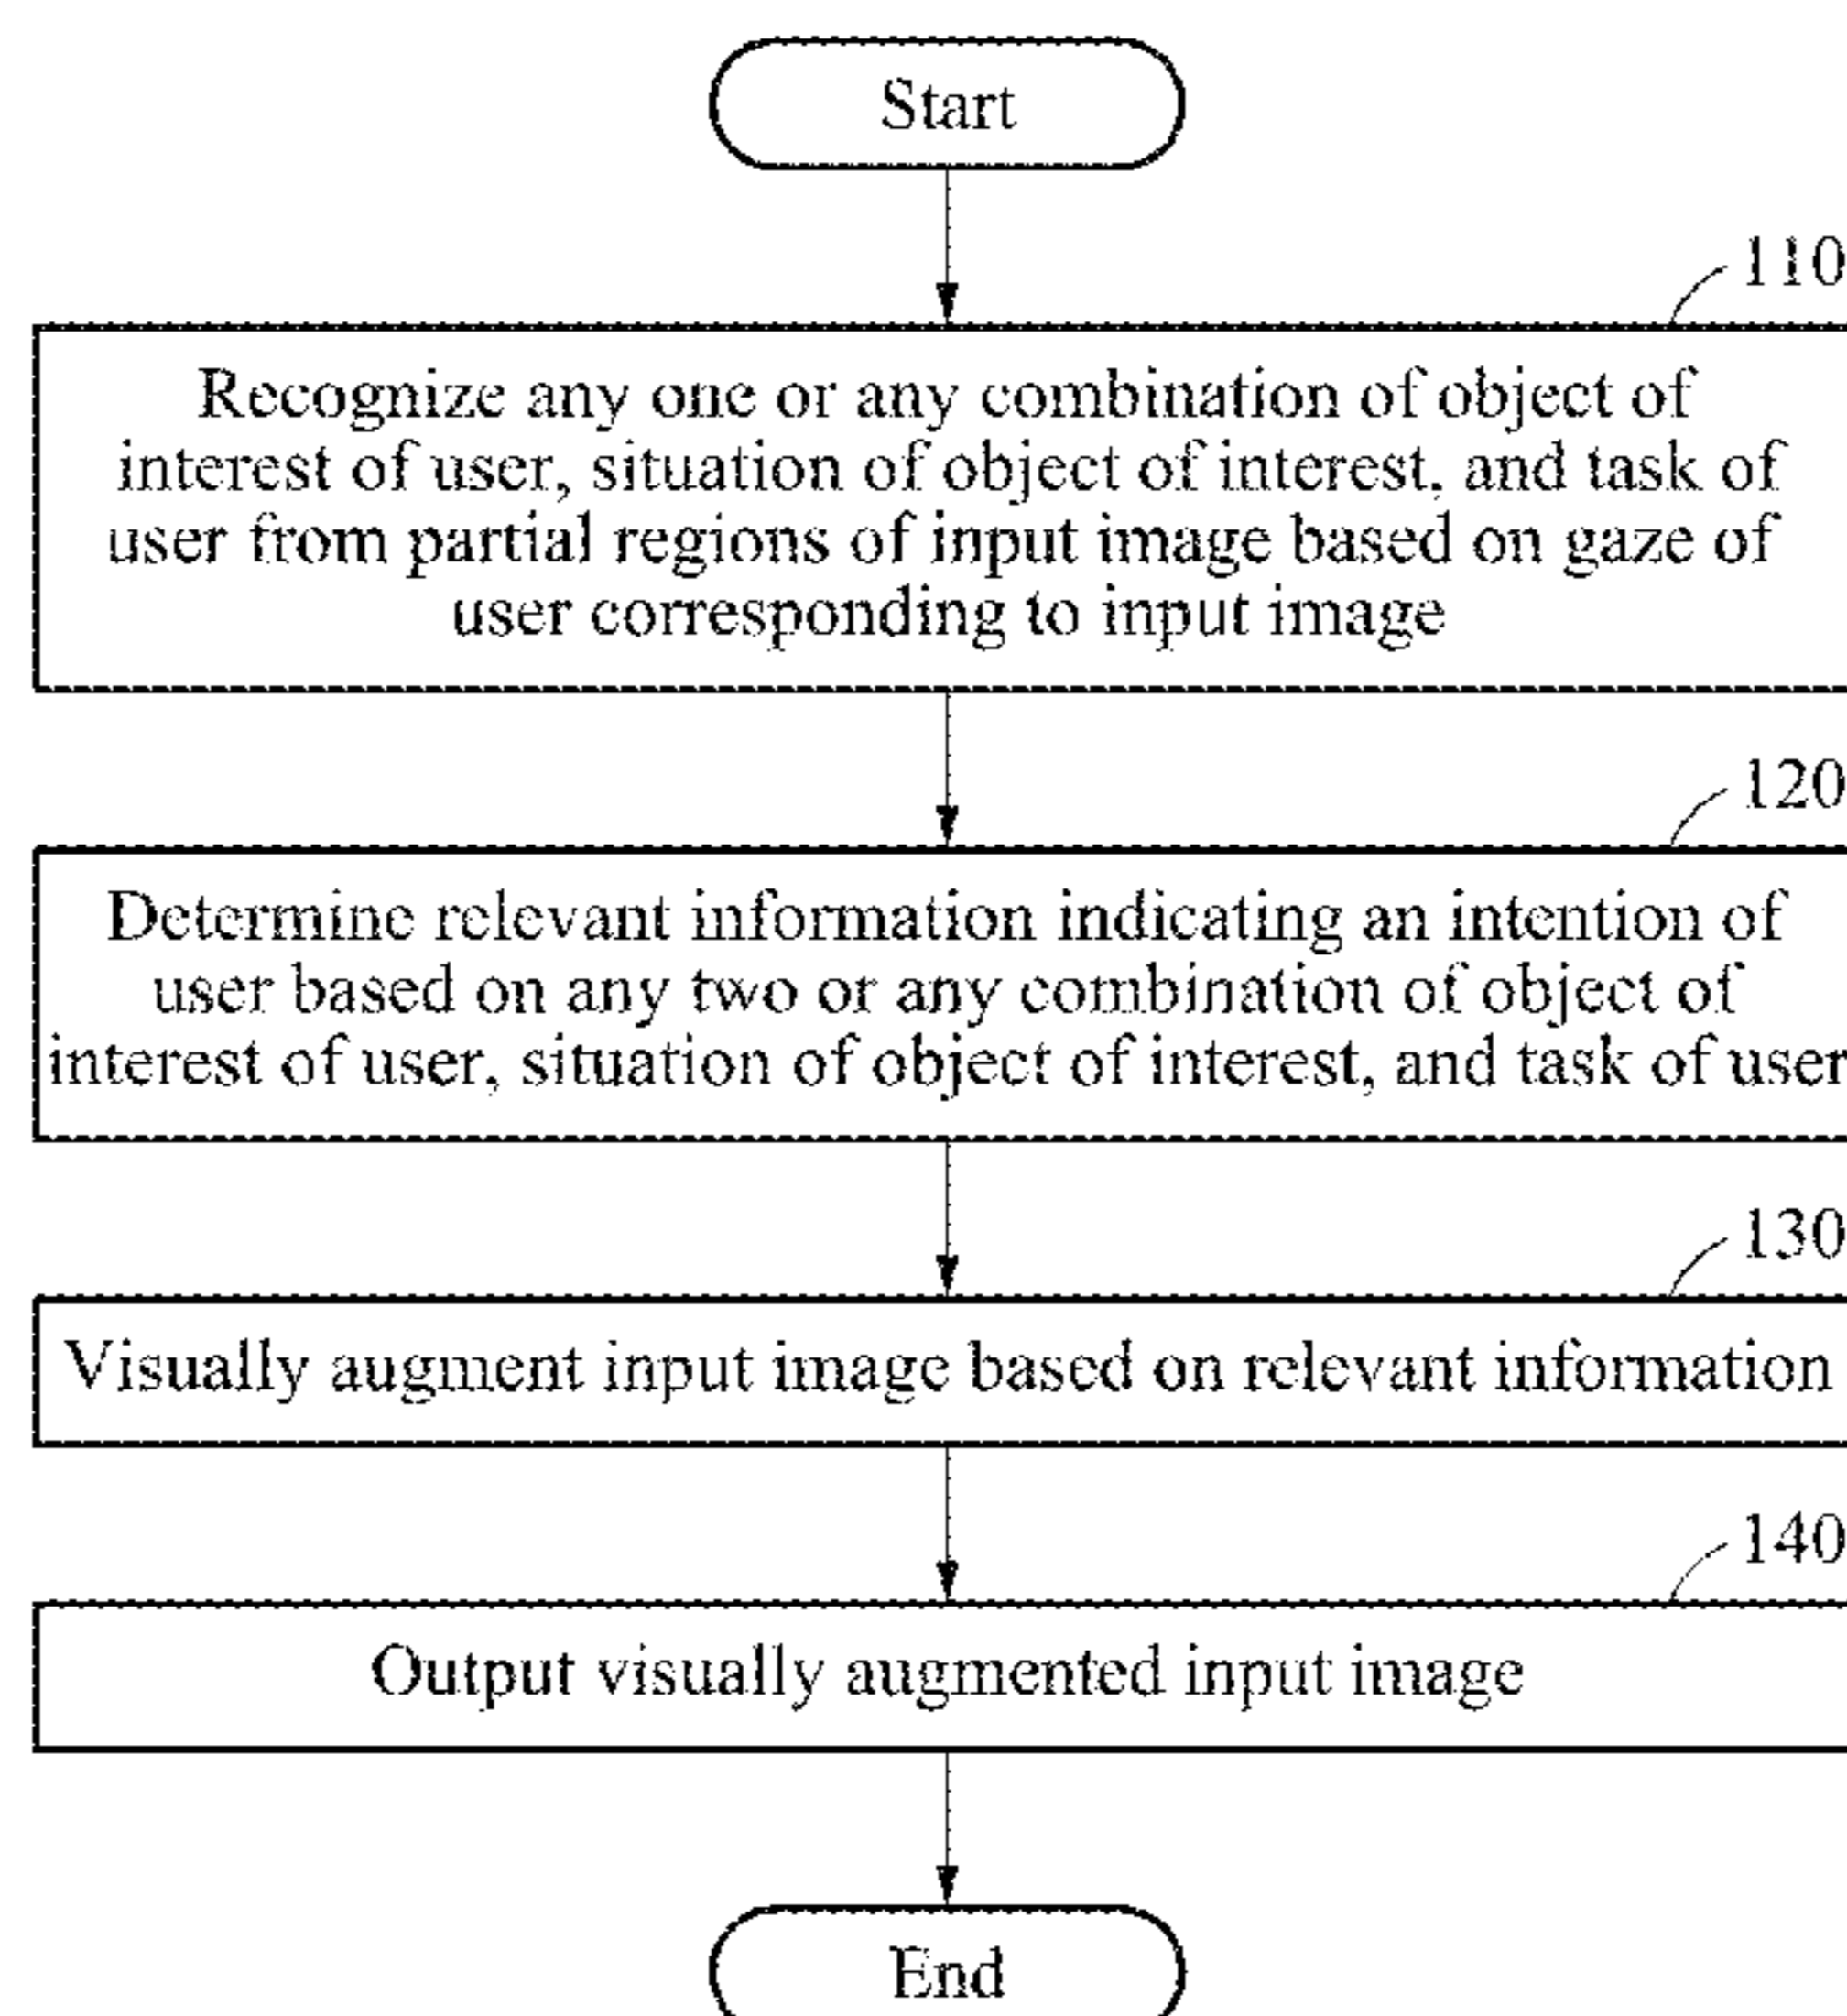 Start
110
Recognize any one or any combination of object of
interest of user, situation of object of interest, and task of
user from partial regions of input image based on gaze of
user corresponding to input image
120
Determine relevant information indicating an intention of
user based on any two or any combination of object of
interest of user, situation of object of interest, and task of user
130
Visually augment input image based on relevant information
140
Output visually augmented input image
End